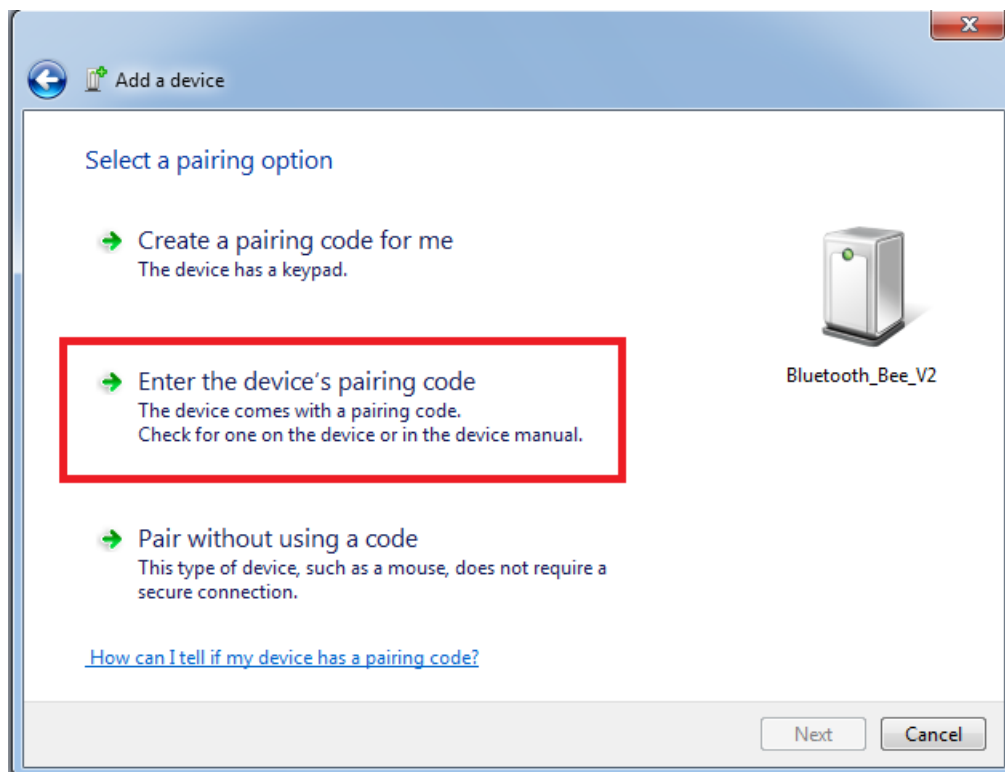 Add a device
Select a pairing option
Create a pairing code for me
The device has a keypad.
Enter the device's pairing code
The device comes with a pairing code.
Check for one on the device or in the device manual.
Bluetooth_Bee_V2
Pair without using a code
This type of device, such as a mouse, does not require a
secure connection.
How can I tell if my device has a pairing code?
Next
Cancel